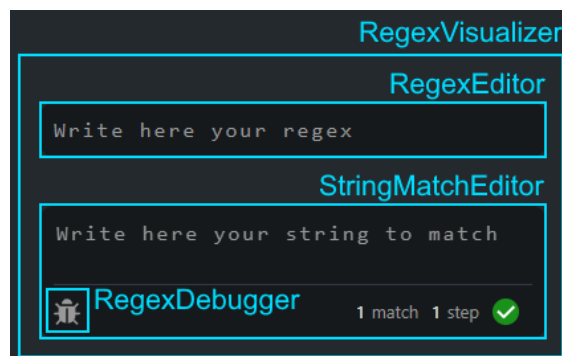 RegexVisualizer
RegexEditor
Write here your regex
StringMatchEditor
Write here your string to match
RegexDebugger
1 match 1 step